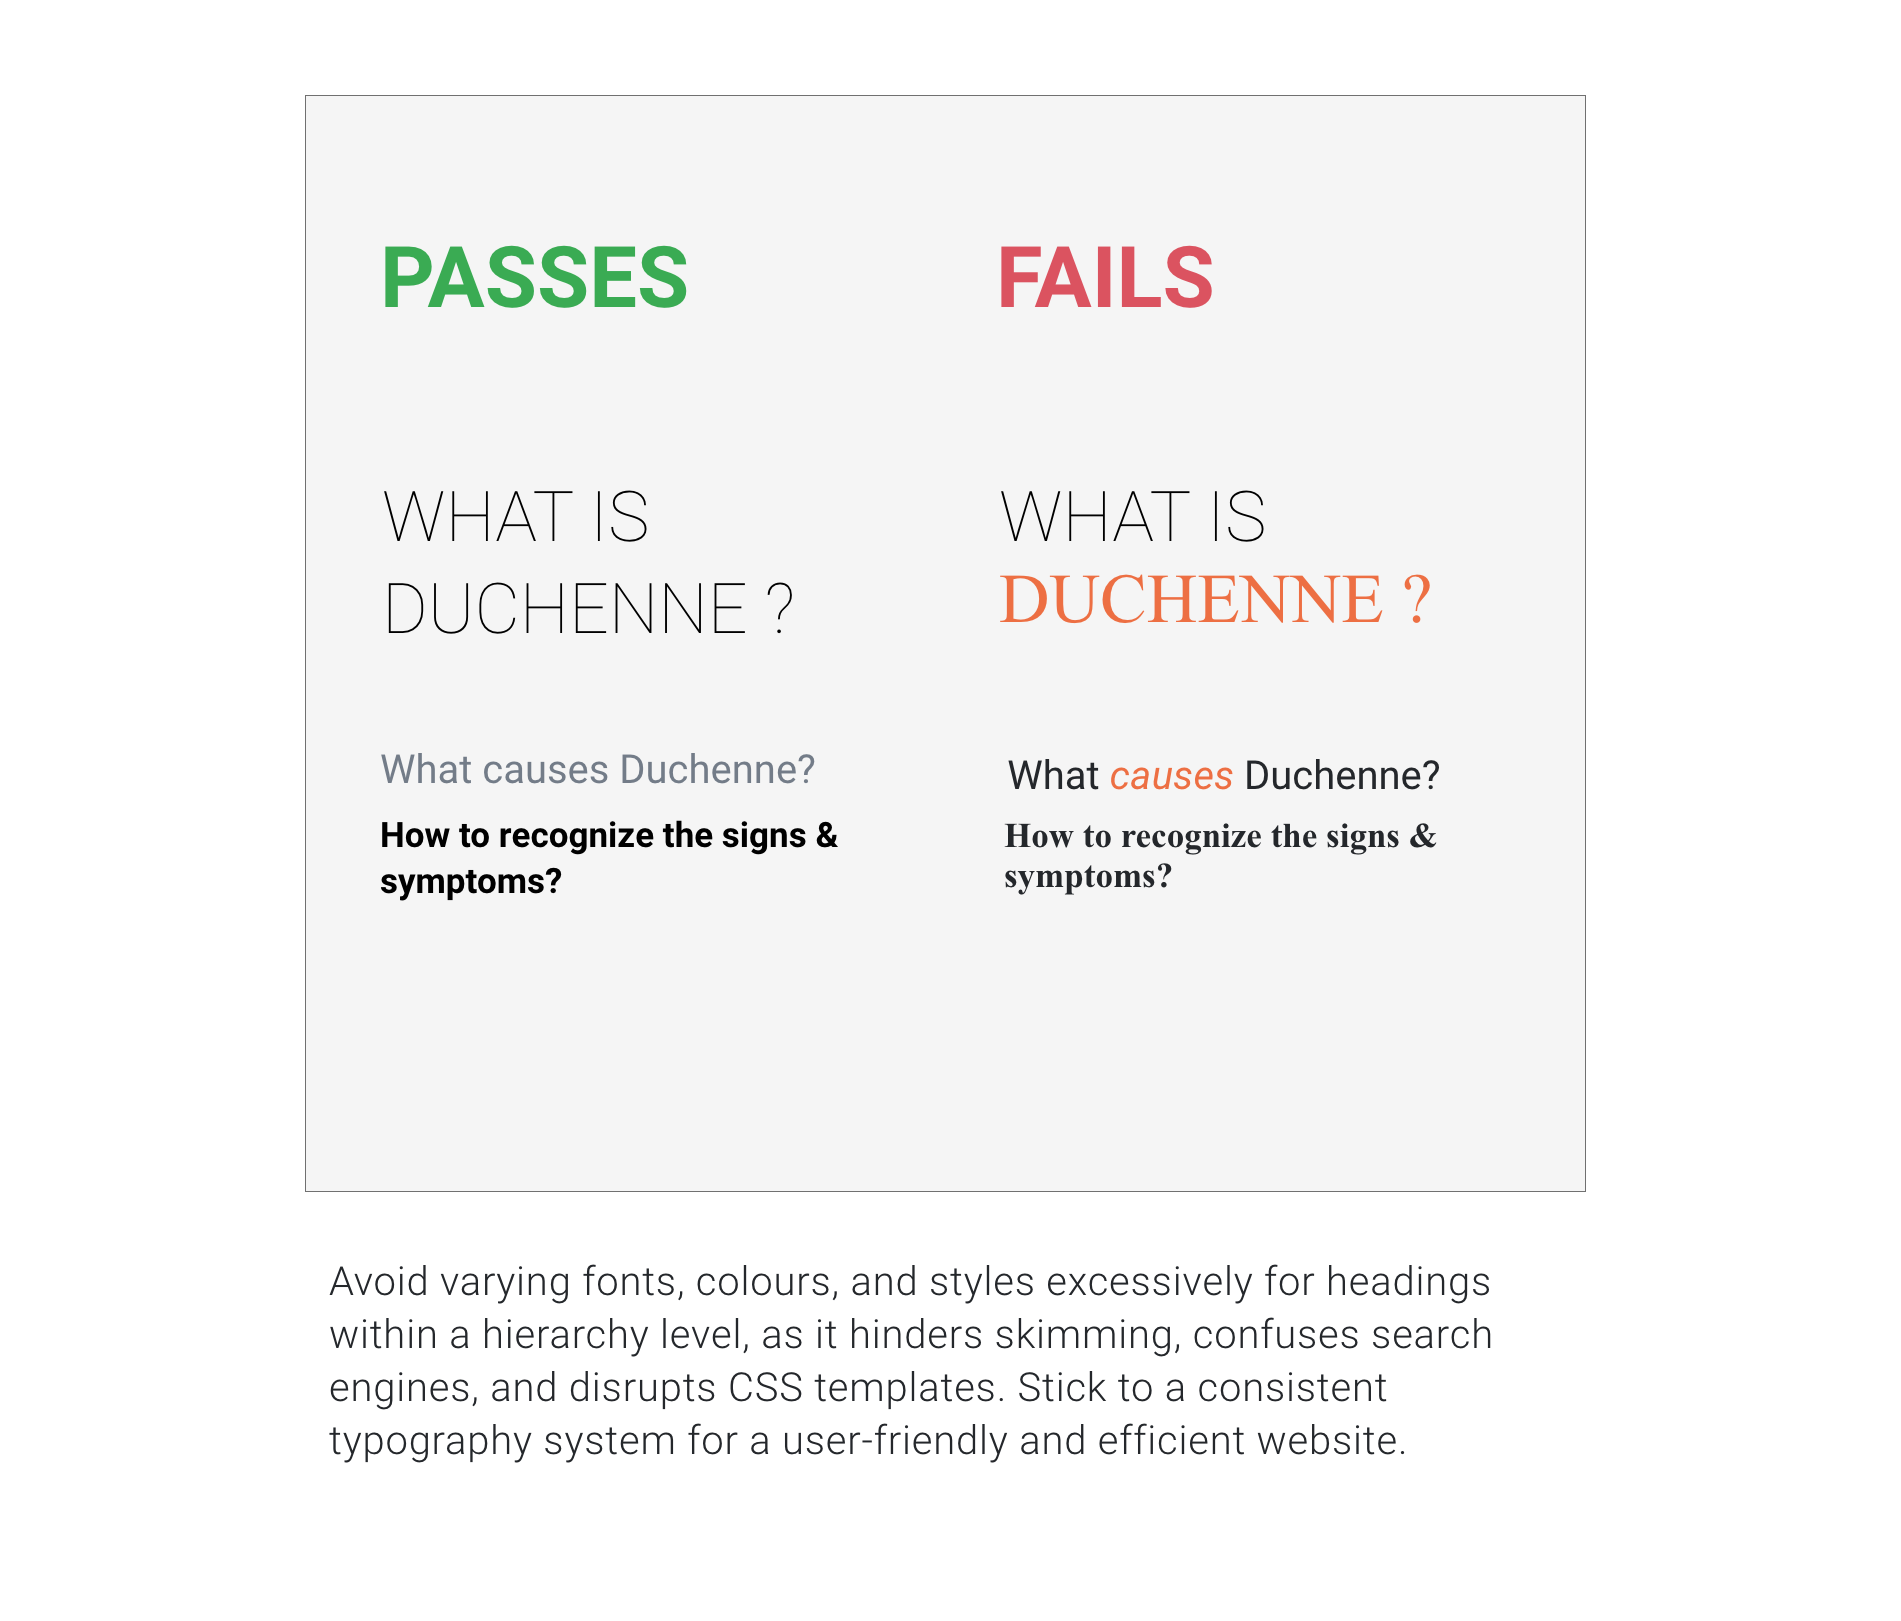 PASSES
WHAT IS
DUCHENNE ?
What causes Duchenne?
How to recognize the signs &
symptoms?
FAILS
WHAT IS
DUCHENNE ?
What causes Duchenne?
How to recognize the signs &
symptoms?
Avoid varying fonts, colours, and styles excessively for headings
within a hierarchy level, as it hinders skimming, confuses search
engines, and disrupts CSS templates. Stick to a consistent
typography system for a user-friendly and efficient website.